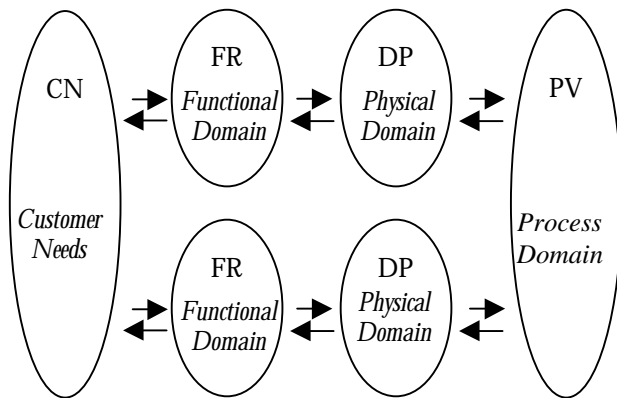 CN
Customer
Needs
FR
Functional
Domain
DP
Physical
Domain
PV
Process
Domain
FR
Functional
Domain
DP
Physical
Domain